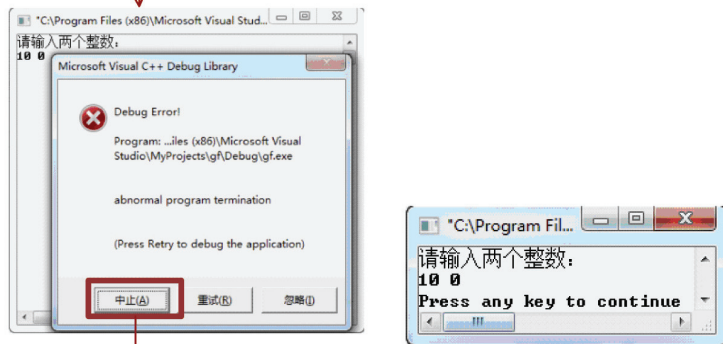 "C:\Program Files (x86)\Microsoft Visual Stud...
请输入两个整数：
10 0
Microsoft Visual C++ Debug Library
Debug Error!
Program: ...iles (x86)\Microsoft Visual
Studio\MyProjects\gf\Debug\gf.exe
abnormal program termination
(Press Retry to debug the application)
中止(A)
重试(R)
忽略(I)
"C:\Program Fil...
请输入两个整数：
10 0
Press any key to continue